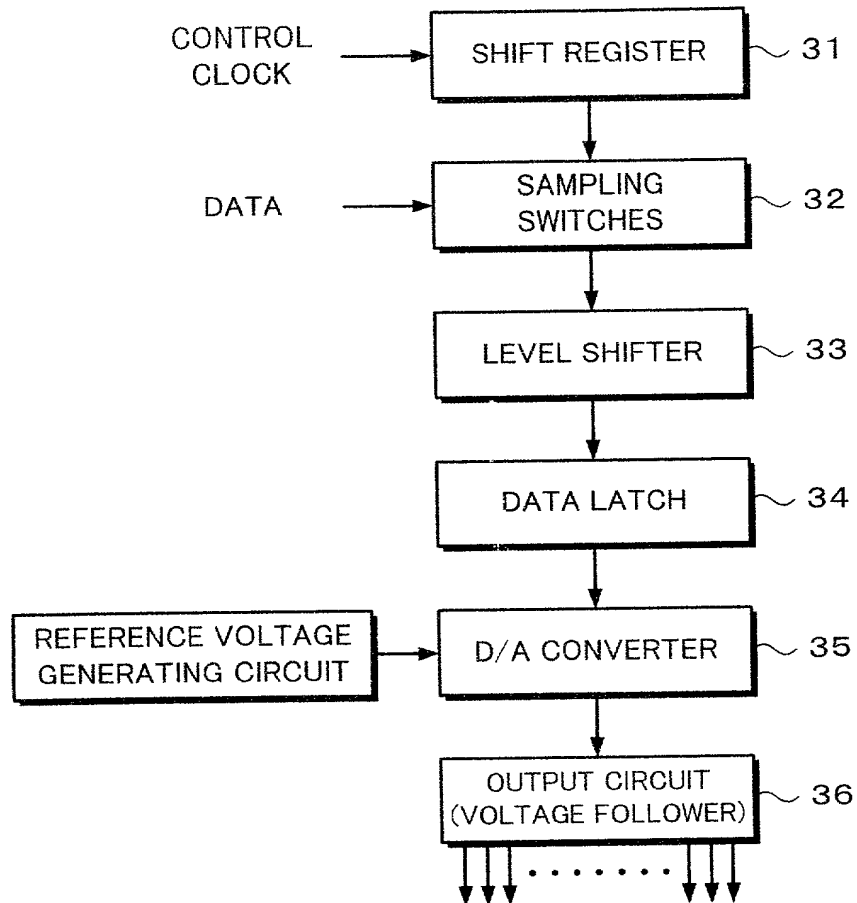 CONTROL
CLOCK
SHIFT REGISTER
31
DATA
SAMPLING
SWITCHES
32
LEVEL SHIFTER
33
DATA LATCH
34
REFERENCE VOLTAGE
GENERATING CIRCUIT
D/A CONVERTER
35
OUTPUT CIRCUIT
(VOLTAGE FOLLOWER)
36